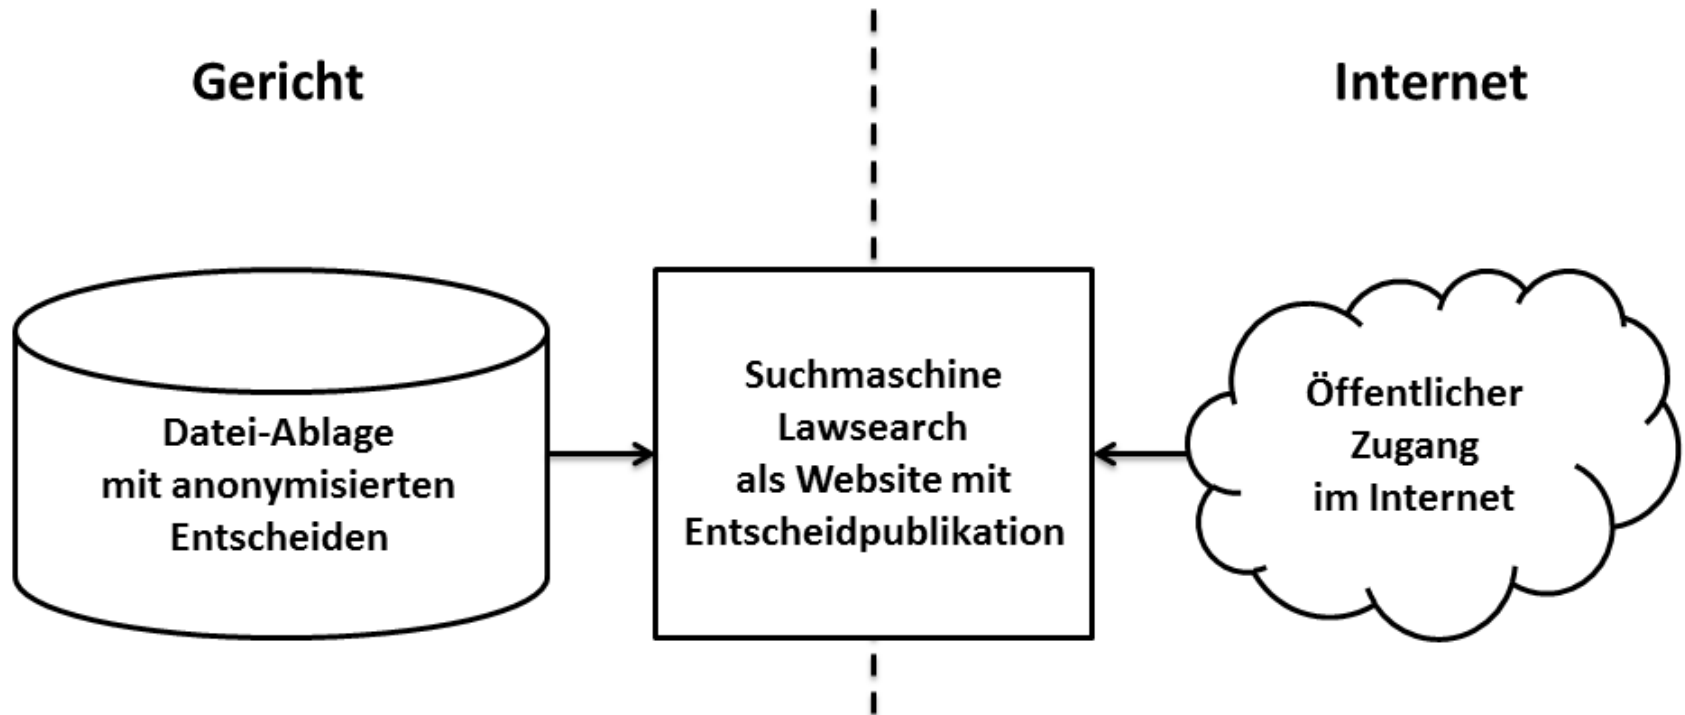 Gericht
Internet
Datei-Ablage
mit anonymisierten
Entscheiden
Suchmaschine
Lawsearch
als Website mit
Entscheidpublikation
Öffentlicher
Zugang
im Internet